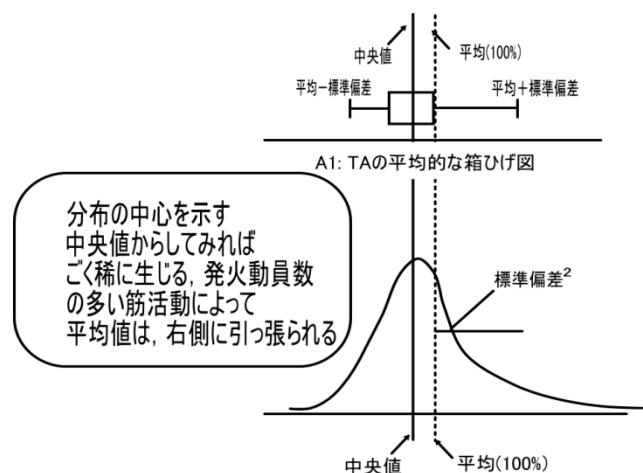 中央値
平均(100%)
平均－標準偏差
平均＋標準偏差
A1: TAの平均的な箱ひげ図
分布の中心を示す
中央値からしてみれば
ごく稀に生じる, 発火動員数
の多い筋活動によって
平均値は, 右側に引っ張られる
標準偏差²
中央値
平均(100%)